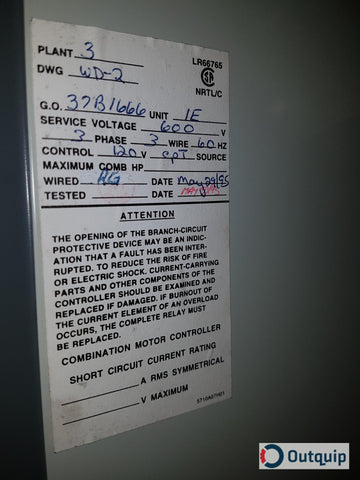 PLANT 3 LR66765
DWG WD-2
NRTL/C
G.O. 37B1666 UNIT 1E
SERVICE VOLTAGE 600 V
3 PHASE 3 WIRE 60 HZ
CONTROL 120 V CPT SOURCE
MAXIMUM COMB HP
WIRED DATE May 29/95
TESTED DATE
ATTENTION
THE OPENING OF THE BRANCH-CIRCUIT
PROTECTIVE DEVICE MAY BE AN INDIC-
ATION THAT A FAULT HAS BEEN INTER-
RUPTED. TO REDUCE THE RISK OF FIRE
OR ELECTRIC SHOCK. CURRENT-CARRYING
PARTS AND OTHER COMPONENTS OF THE
CONTROLLER SHOULD BE EXAMINED AND
REPLACED IF DAMAGED. IF BURNOUT OF
THE CURRENT ELEMENT OF AN OVERLOAD
OCCURS, THE COMPLETE RELAY MUST
BE REPLACED.
COMBINATION MOTOR CONTROLLER
SHORT CIRCUIT CURRENT RATING
A RMS SYMMETRICAL
V MAXIMUM
5710A07H01
Outquip